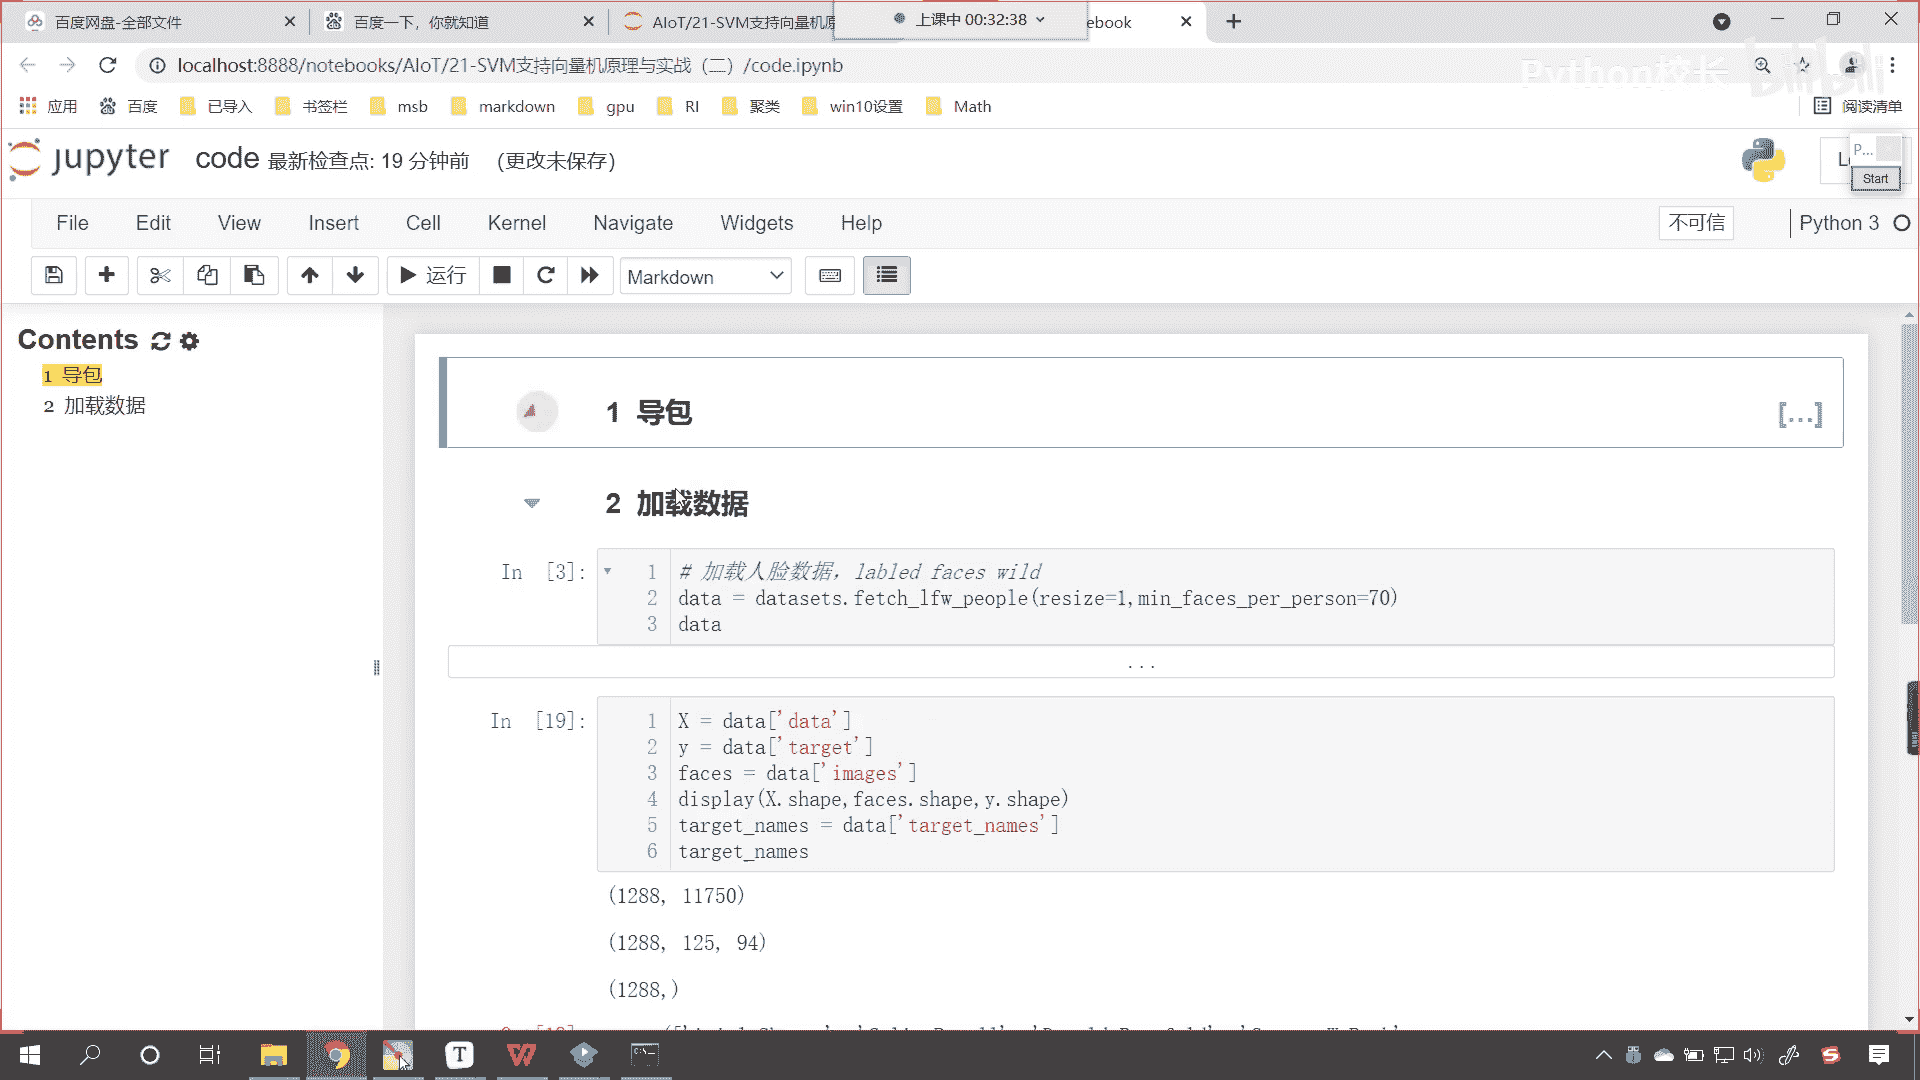 百度网盘-全部文件
百度一下，你就知道
AIoT/21-SVM支持向量机原
上课中 00:32:38
ebook
localhost:8888/notebooks/AIoT/21-SVM支持向量机原理与实战（二）/code.ipynb
Python校长
bilibili
应用 百度 已导入 书签栏 msb markdown gpu RI 聚类 win10设置 Math 阅读清单
jupyter code 最新检查点: 19 分钟前 (更改未保存)
P...
Start
File Edit View Insert Cell Kernel Navigate Widgets Help 不可信 Python 3
运行 Markdown
Contents
1 导包
2 加载数据
1 导包
[...]
2 加载数据
In [3]:
1 # 加载人脸数据，labled faces wild
2 data = datasets.fetch_lfw_people(resize=1,min_faces_per_person=70)
3 data
...
In [19]:
1 X = data['data']
2 y = data['target']
3 faces = data['images']
4 display(X.shape,faces.shape,y.shape)
5 target_names = data['target_names']
6 target_names
(1288, 11750)
(1288, 125, 94)
(1288,)